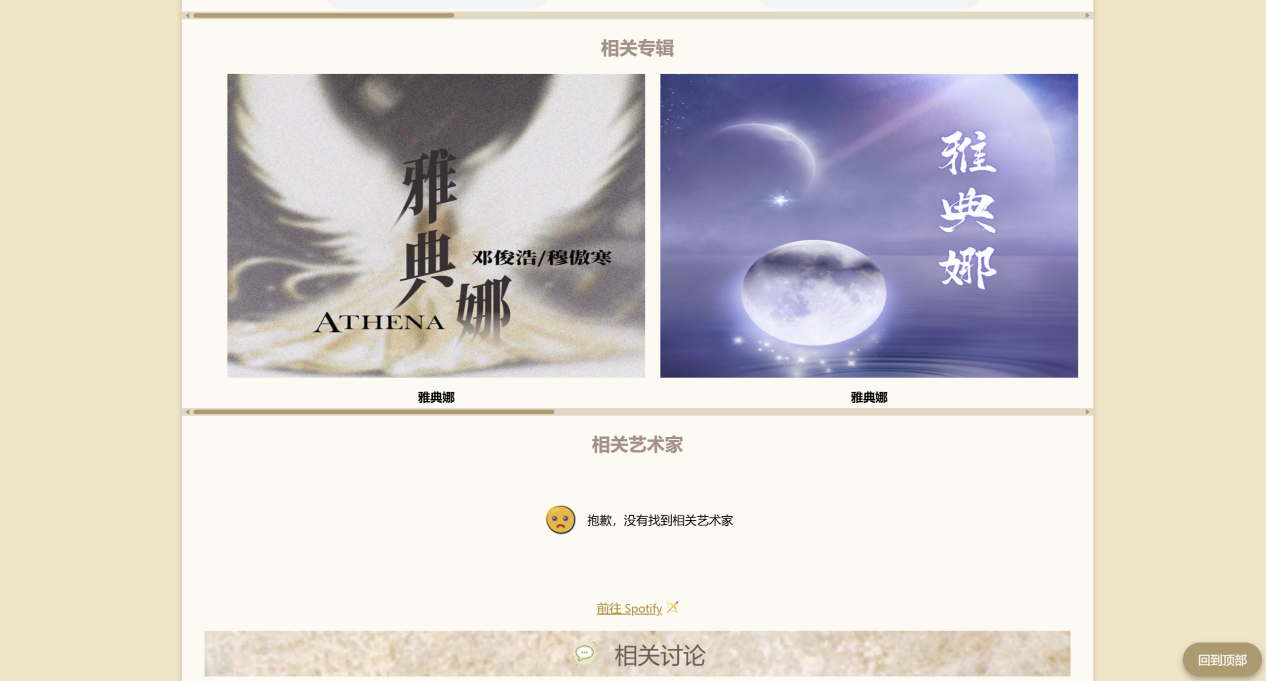 相关专辑
雅典娜
邓俊浩/穆傲寒
ATHENA
雅典娜
雅典娜
雅典娜
相关艺术家
抱歉，没有找到相关艺术家
前往 Spotify
相关讨论
回到顶部